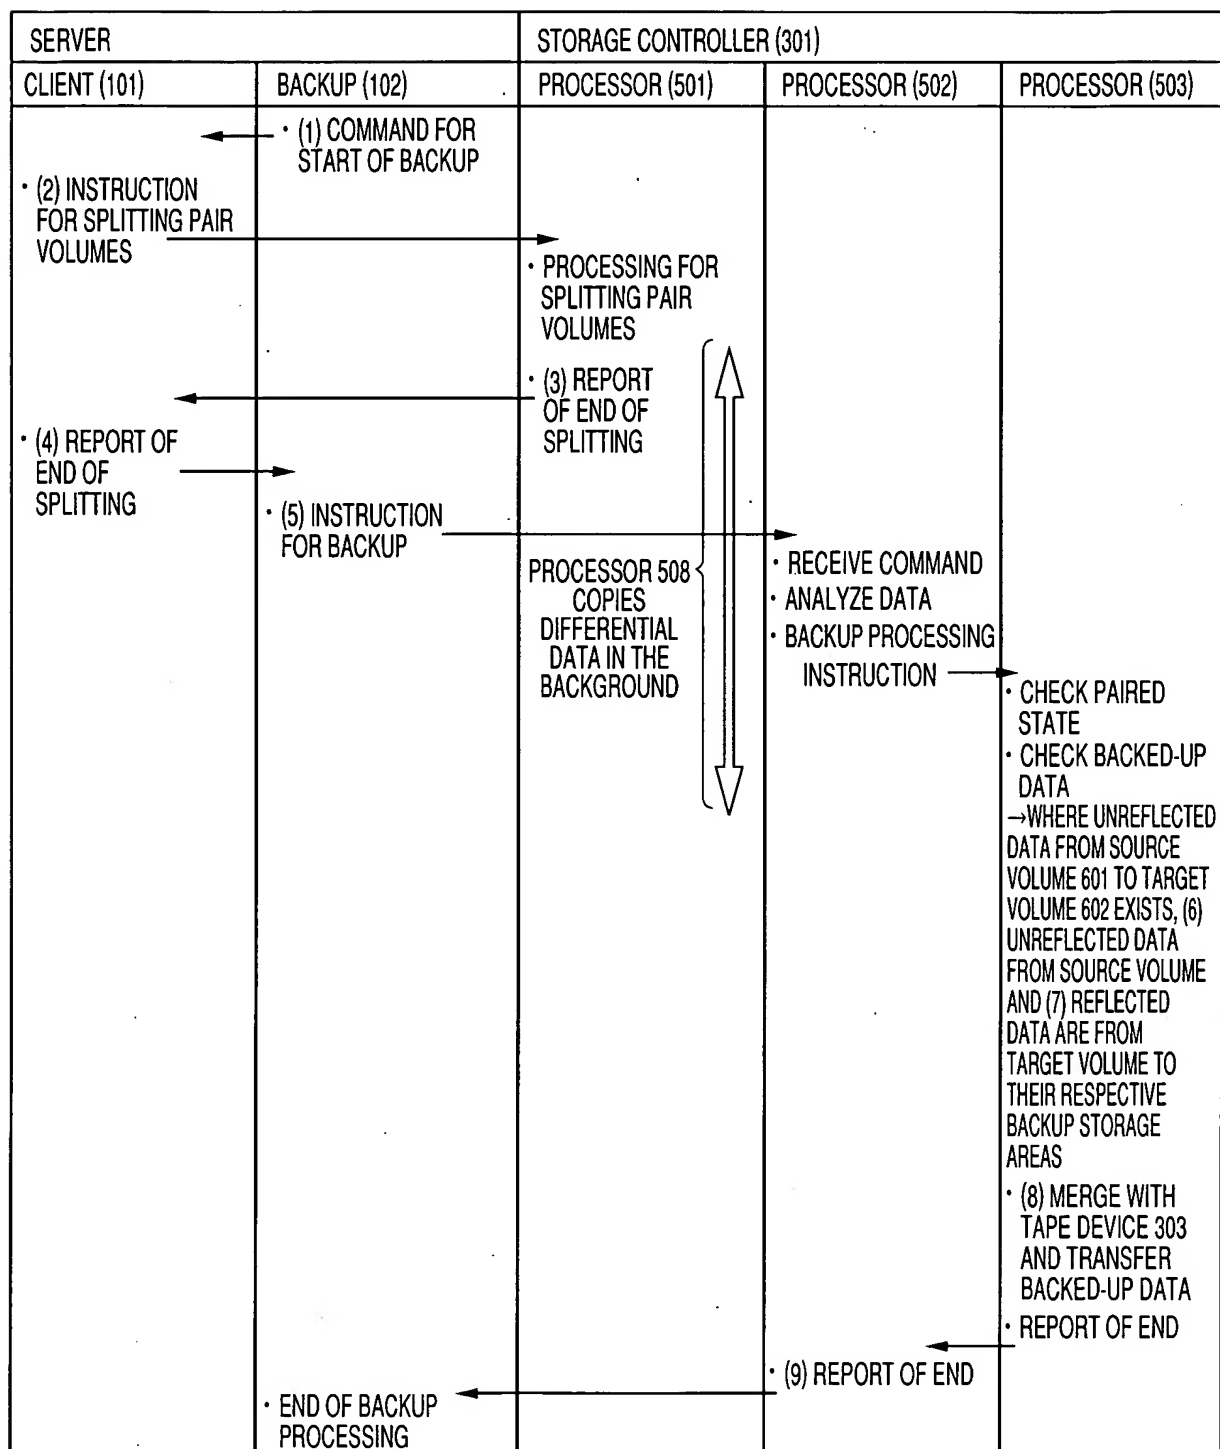 SERVER
STORAGE CONTROLLER (301)
CLIENT (101)
BACKUP (102)
PROCESSOR (501)
PROCESSOR (502)
PROCESSOR (503)
• (1) COMMAND FOR
START OF BACKUP
• (2) INSTRUCTION
FOR SPLITTING PAIR
VOLUMES
• PROCESSING FOR
SPLITTING PAIR
VOLUMES
• (3) REPORT
OF END OF
SPLITTING
• (4) REPORT OF
END OF
SPLITTING
• (5) INSTRUCTION
FOR BACKUP
PROCESSOR 508
COPIES
DIFFERENTIAL
DATA IN THE
BACKGROUND
• RECEIVE COMMAND
• ANALYZE DATA
• BACKUP PROCESSING
INSTRUCTION
• CHECK PAIRED
STATE
• CHECK BACKED-UP
DATA
→WHERE UNREFLECTED
DATA FROM SOURCE
VOLUME 601 TO TARGET
VOLUME 602 EXISTS, (6)
UNREFLECTED DATA
FROM SOURCE VOLUME
AND (7) REFLECTED
DATA ARE FROM
TARGET VOLUME TO
THEIR RESPECTIVE
BACKUP STORAGE
AREAS
• (8) MERGE WITH
TAPE DEVICE 303
AND TRANSFER
BACKED-UP DATA
• REPORT OF END
• (9) REPORT OF END
• END OF BACKUP
PROCESSING